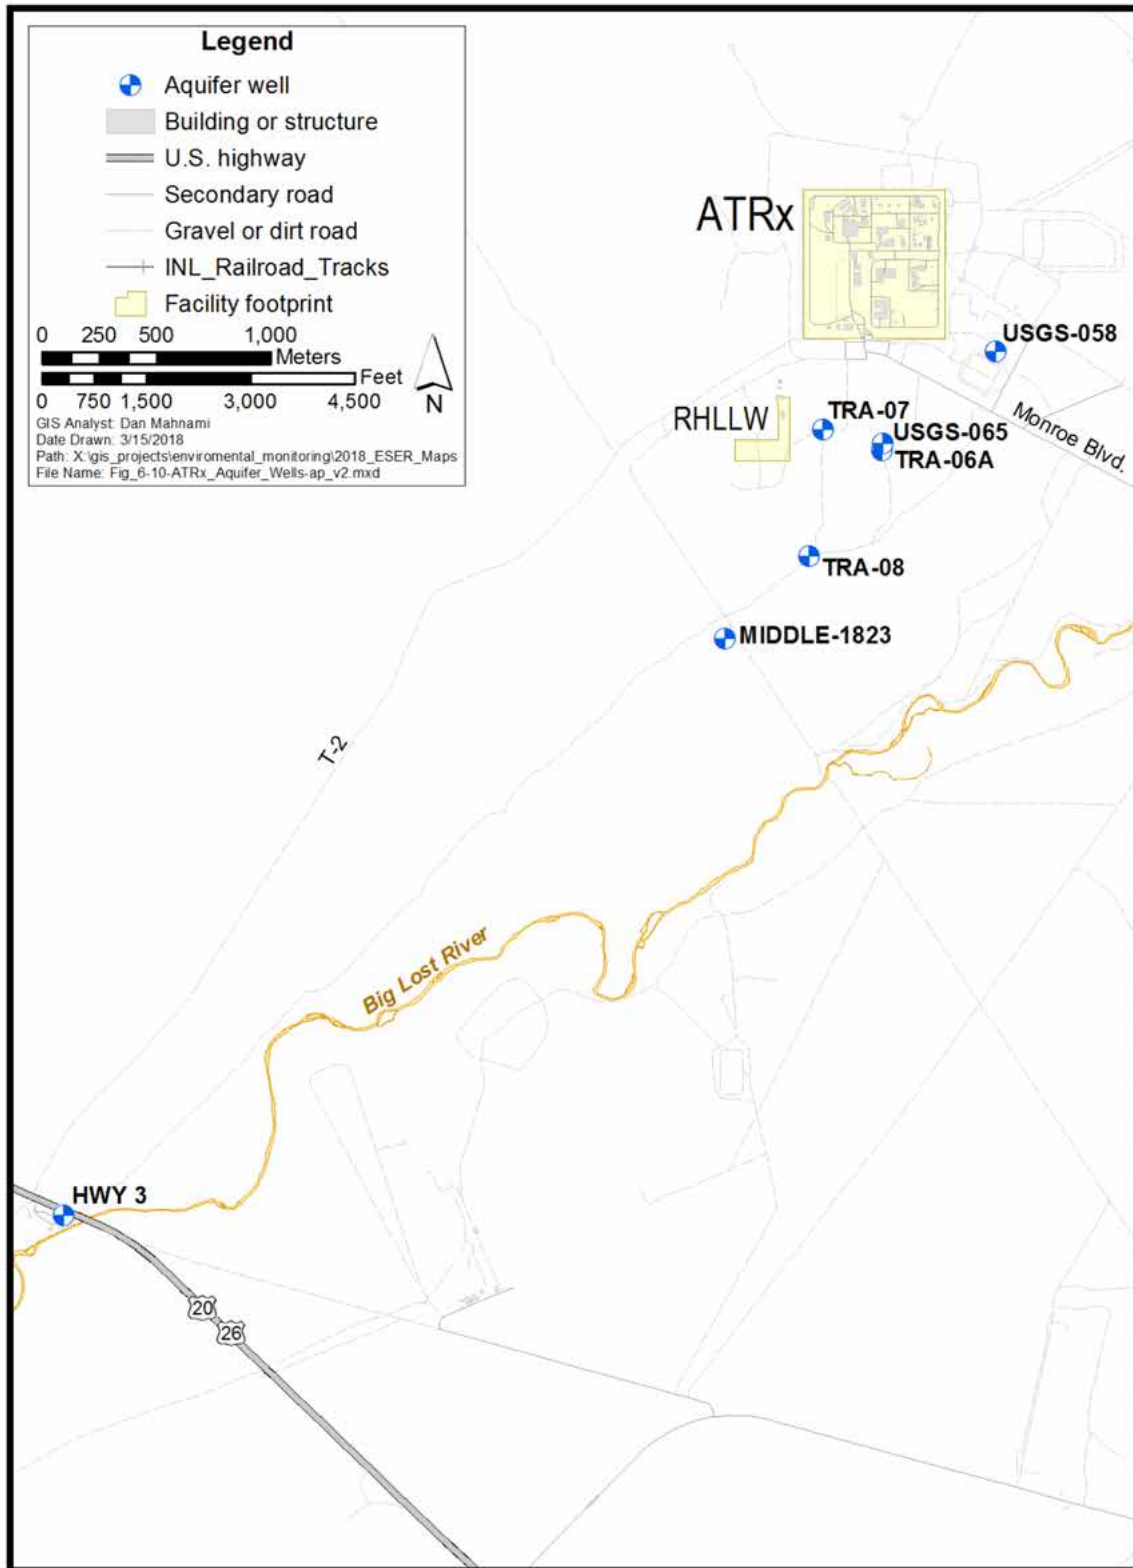 Legend
Aquifer well
Building or structure
U.S. highway
Secondary road
Gravel or dirt road
INL_Railroad_Tracks
Facility footprint
0 250 500 1,000
Meters
Feet
0 750 1,500 3,000 4,500
N
GIS Analyst: Dan Mahnami
Date Drawn: 3/15/2018
Path: X:\gis_projects\enviromental_monitoring\2018_ESER_Maps
File Name: Fig_6-10-ATRx_Aquifer_Wells-ap_v2.mxd
ATRx
USGS-058
RHLLW
TRA-07
Monroe Blvd.
USGS-065
TRA-06A
TRA-08
MIDDLE-1823
T-2
Big Lost River
HWY 3
20
26